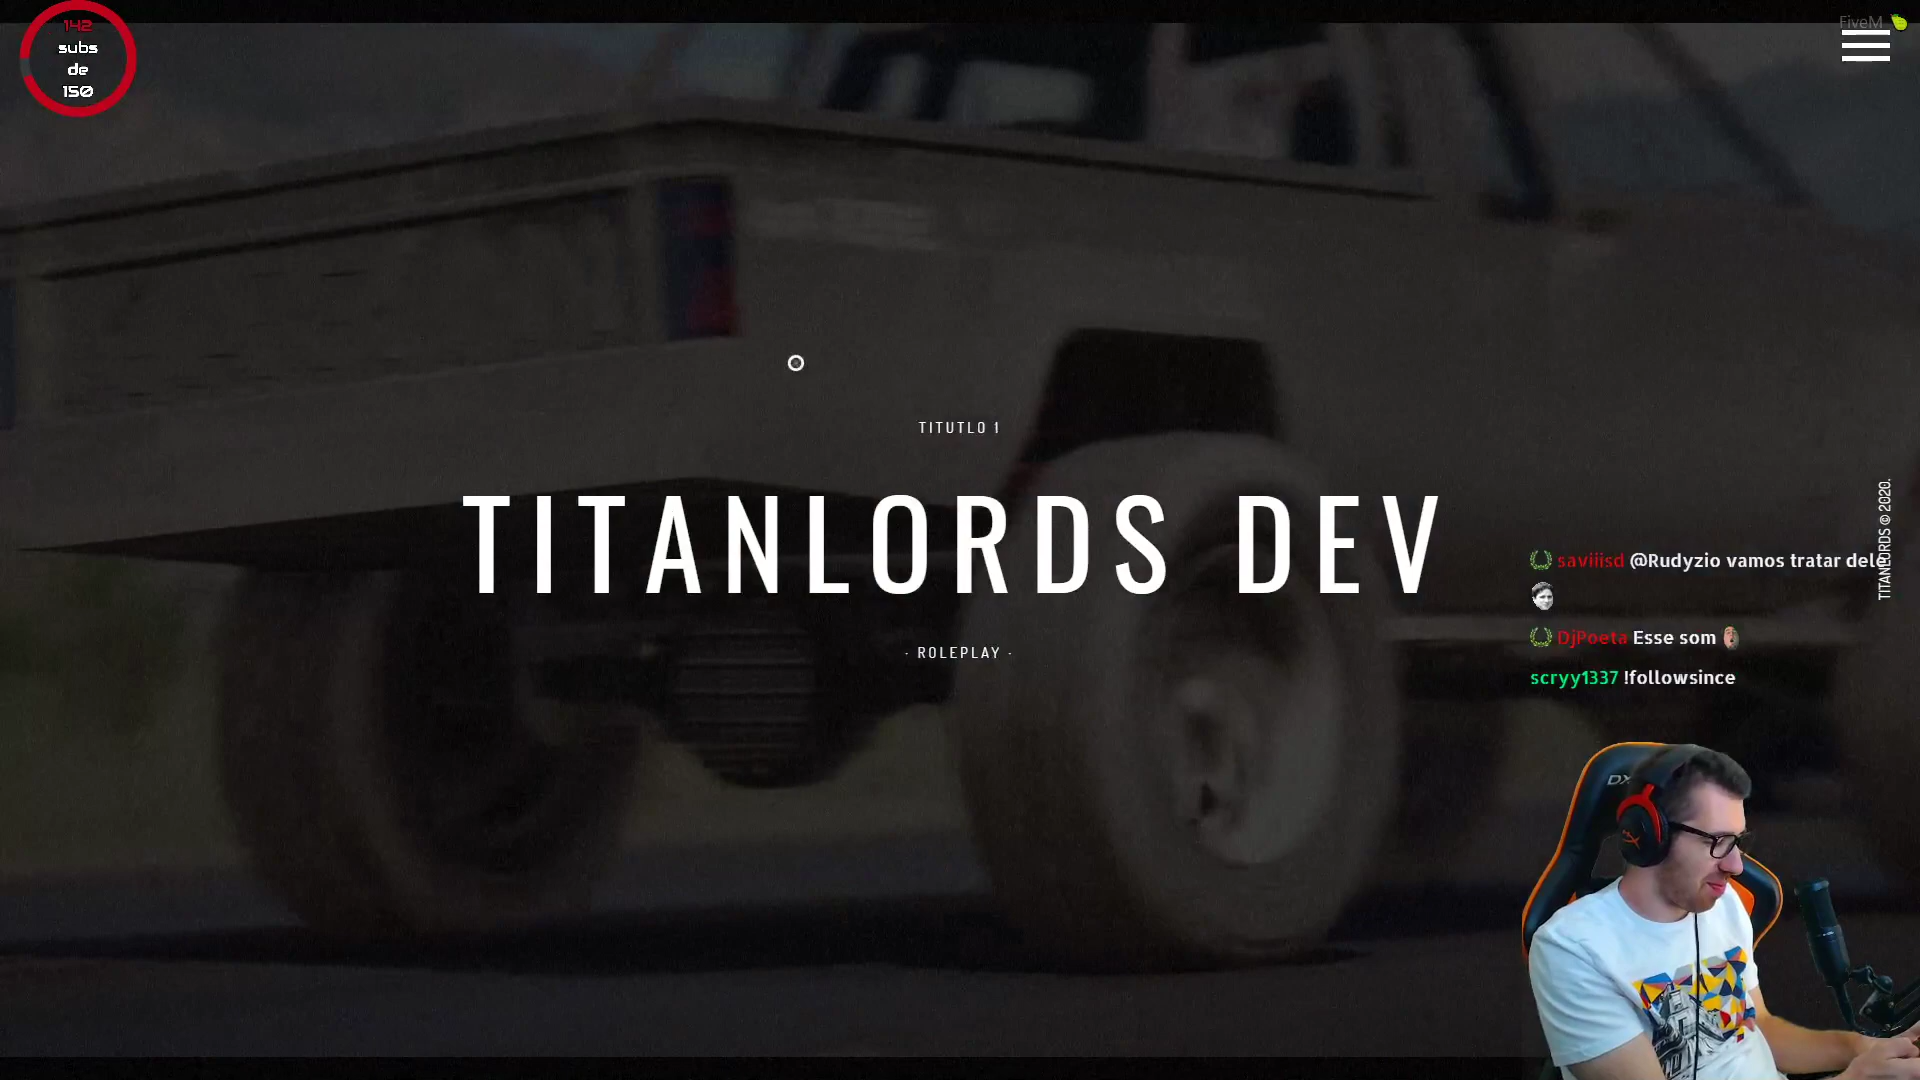 142
subs
de
150
FiveM
TITUTLO 1
TITANLORDS DEV
· ROLEPLAY ·
TITANLORDS © 2020.
saviiisd @Rudyzio vamos tratar dele
DjPoeta Esse som
scryy1337 !followsince
DX